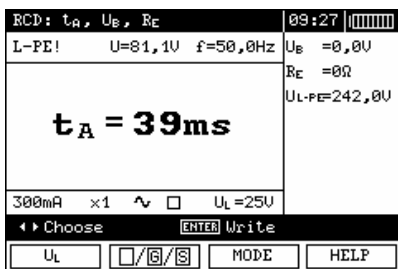 RCD: tA, UB, RE 09:27
L-PE! U=81,1V f=50,0Hz
UB =0,0V
RE =0Ω
UL-PE=242,0V
tA = 39ms
300mA ×1 ∿ □ UL=25V
◂ ▸ Choose ENTER Write
UL □/G/S MODE HELP